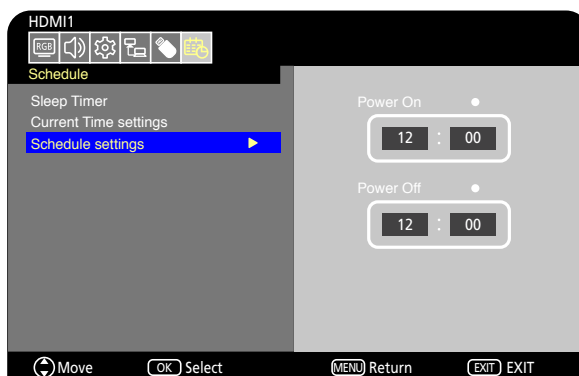 HDMI1
RGB
Schedule
Sleep Timer
Current Time settings
Schedule settings
Power On
12 : 00
Power Off
12 : 00
Move OK Select MENU Return EXIT EXIT